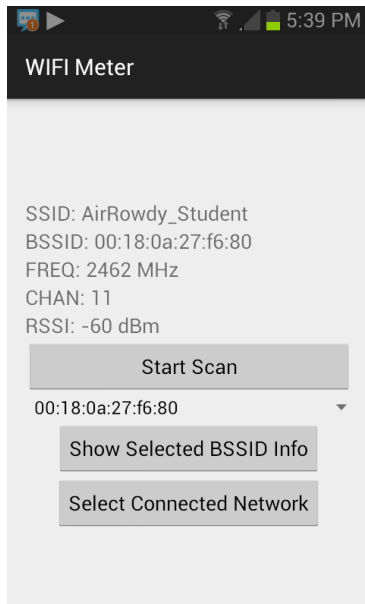 1
5:39 PM
WIFI Meter
SSID: AirRowdy_Student
BSSID: 00:18:0a:27:f6:80
FREQ: 2462 MHz
CHAN: 11
RSSI: -60 dBm
Start Scan
00:18:0a:27:f6:80
Show Selected BSSID Info
Select Connected Network